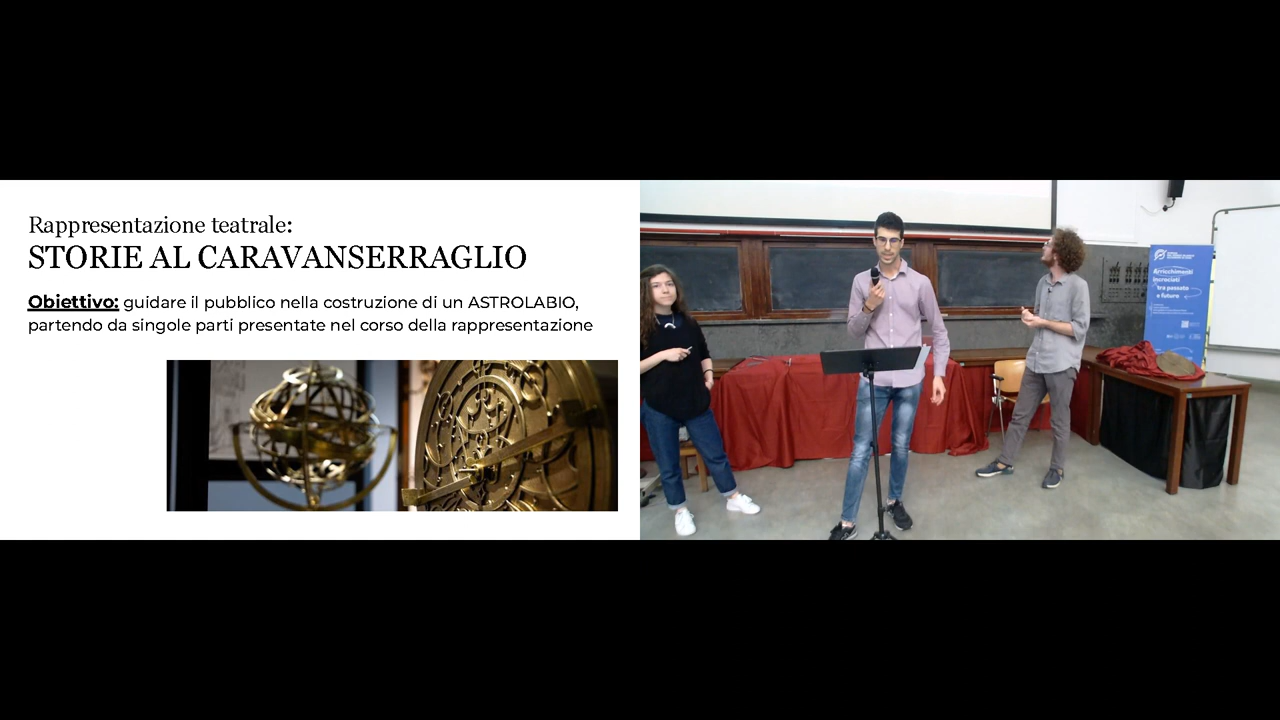 Rappresentazione teatrale:
STORIE AL CARAVANSERRAGLIO
Obiettivo: guidare il pubblico nella costruzione di un ASTROLABIO,
partendo da singole parti presentate nel corso della rappresentazione
Arricchimenti
incrociati
tra passato
e futuro